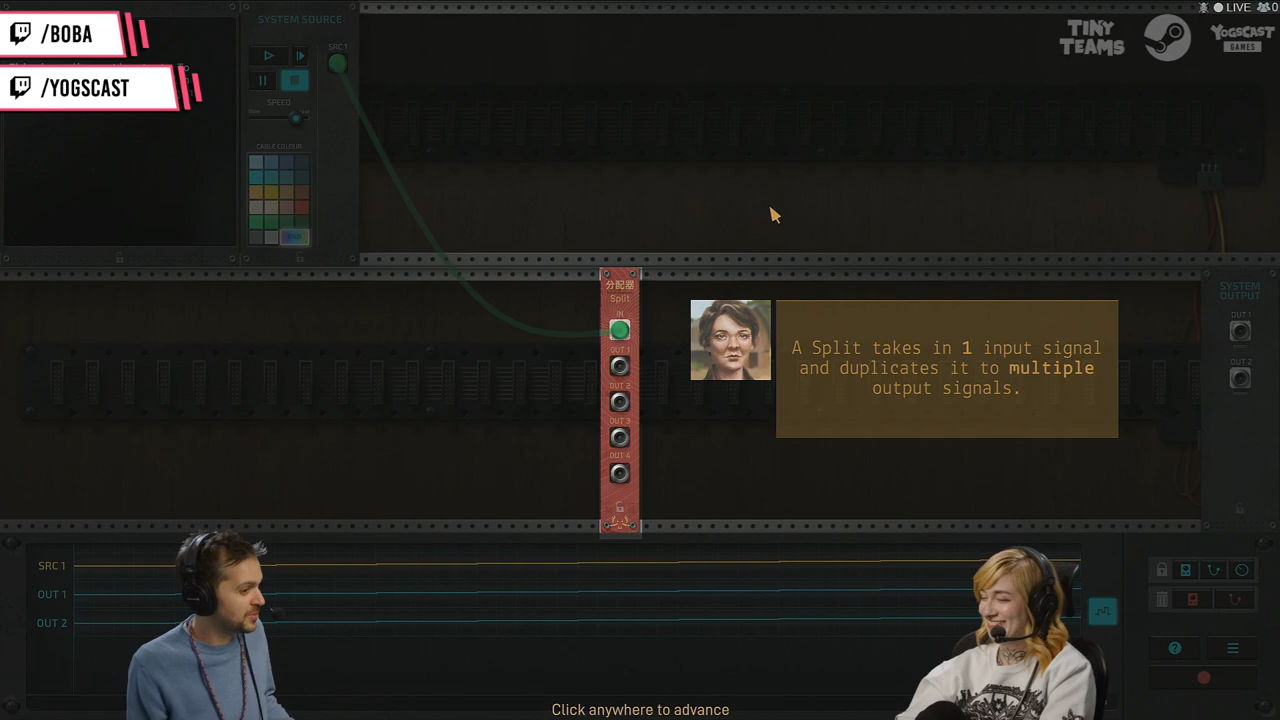 /BOBA
/YOGSCAST
SYSTEM SOURCE
SRC 1
SPEED
CABLE COLOUR
LIVE
0
TINY
TEAMS
YOGSCAST
GAMES
分配器
Split
IN
OUT 1
OUT 2
OUT 3
OUT 4
A Split takes in 1 input signal
and duplicates it to multiple
output signals.
SYSTEM
OUTPUT
OUT 1
OUT 2
SRC 1
OUT 1
OUT 2
?
Click anywhere to advance